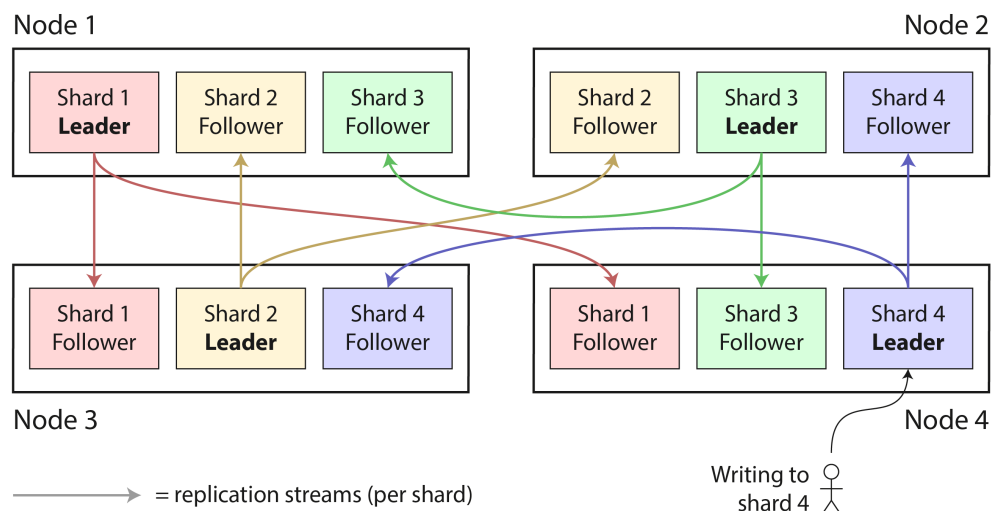 Node 1
Node 2
Shard 1
Leader
Shard 2
Follower
Shard 3
Follower
Shard 2
Follower
Shard 3
Leader
Shard 4
Follower
Shard 1
Follower
Shard 2
Leader
Shard 4
Follower
Shard 1
Follower
Shard 3
Follower
Shard 4
Leader
Node 3
Node 4
= replication streams (per shard)
Writing to
shard 4